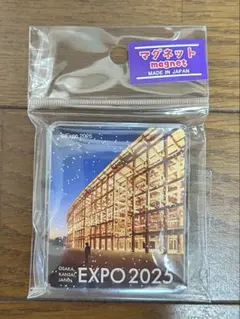 マグネット
magnet
MADE IN JAPAN
OSAKA,
KANSAI,
JAPAN
EXPO 2025